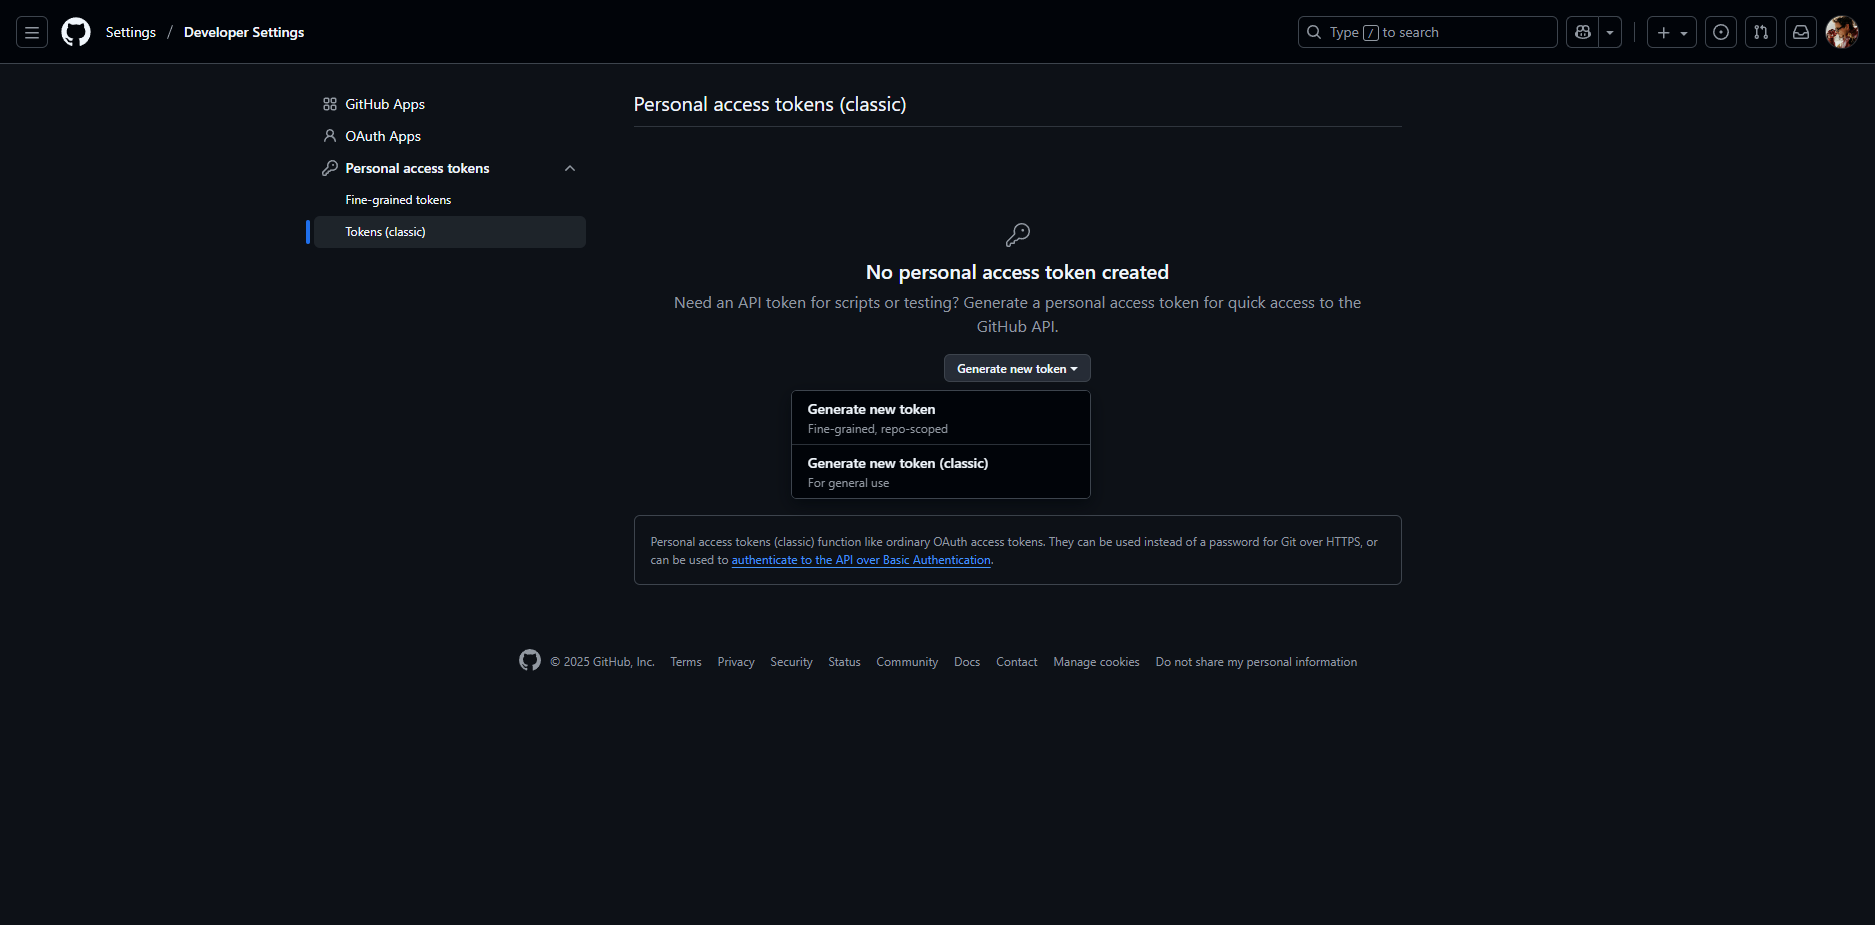 Settings / Developer Settings
Type / to search
GitHub Apps
OAuth Apps
Personal access tokens
Fine-grained tokens
Tokens (classic)
Personal access tokens (classic)
No personal access token created
Need an API token for scripts or testing? Generate a personal access token for quick access to the
GitHub API.
Generate new token
Generate new token
Fine-grained, repo-scoped
Generate new token (classic)
For general use
Personal access tokens (classic) function like ordinary OAuth access tokens. They can be used instead of a password for Git over HTTPS, or
can be used to authenticate to the API over Basic Authentication.
© 2025 GitHub, Inc. Terms Privacy Security Status Community Docs Contact Manage cookies Do not share my personal information